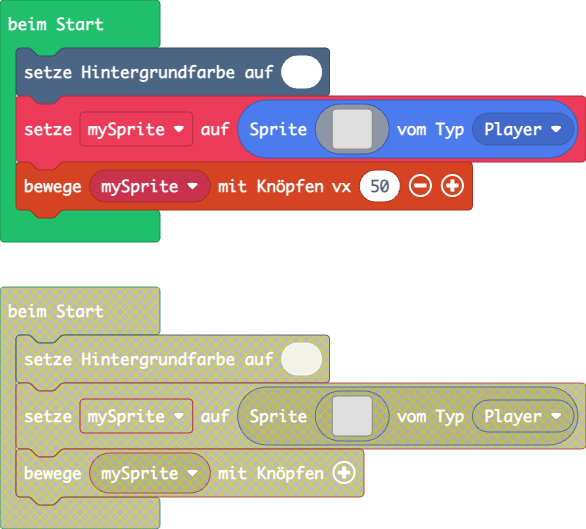 beim Start
setze Hintergrundfarbe auf
setze mySprite auf Sprite vom Typ Player
bewege mySprite mit Knöpfen vx 50
beim Start
setze Hintergrundfarbe auf
setze mySprite auf Sprite vom Typ Player
bewege mySprite mit Knöpfen